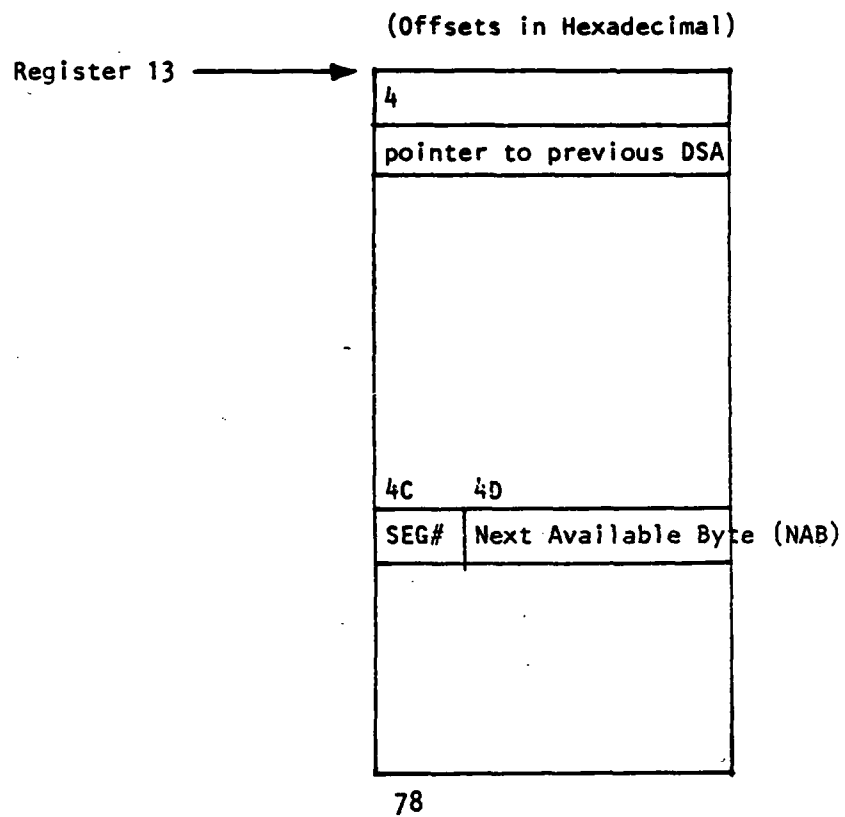 (Offsets in Hexadecimal)
Register 13
4
pointer to previous DSA
4C 4D
SEG# Next Available Byte (NAB)
78